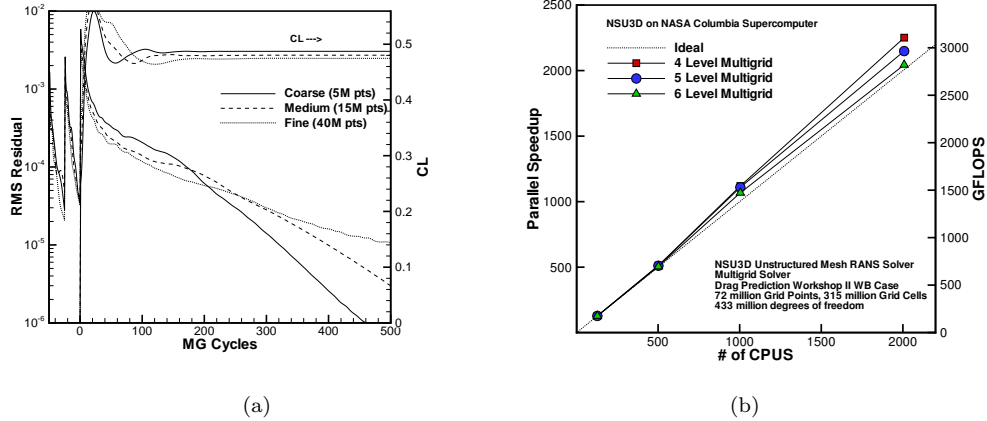 10-2
10-3
10-4
10-5
10-6
RMS Residual
CL --->
Coarse (5M pts)
Medium (15M pts)
Fine (40M pts)
0.5
0.4
0.3
0.2
0.1
0
CL
0 100 200 300 400 500
MG Cycles
(a)
NSU3D on NASA Columbia Supercomputer
Ideal
4 Level Multigrid
5 Level Multigrid
6 Level Multigrid
2500
2000
1500
1000
500
Parallel Speedup
3000
2500
2000
1500
1000
500
0
GFLOPS
NSU3D Unstructured Mesh RANS Solver
Multigrid Solver
Drag Prediction Workshop II WB Case
72 million Grid Points, 315 million Grid Cells
433 million degrees of freedom
500 1000 1500 2000
# of CPUS
(b)